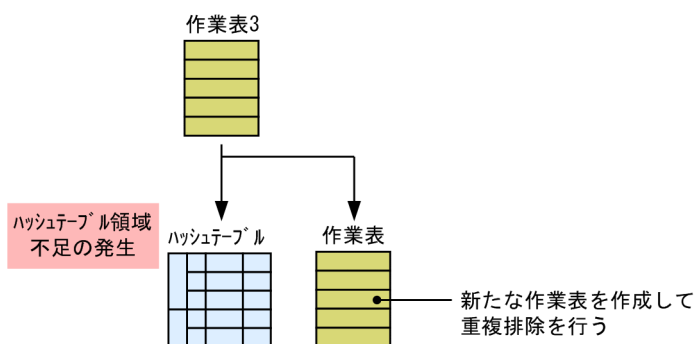 作業表3
ﾊｯｼｭﾃｰﾌﾞﾙ領域
不足の発生
ﾊｯｼｭﾃｰﾌﾞﾙ
作業表
新たな作業表を作成して
重複排除を行う